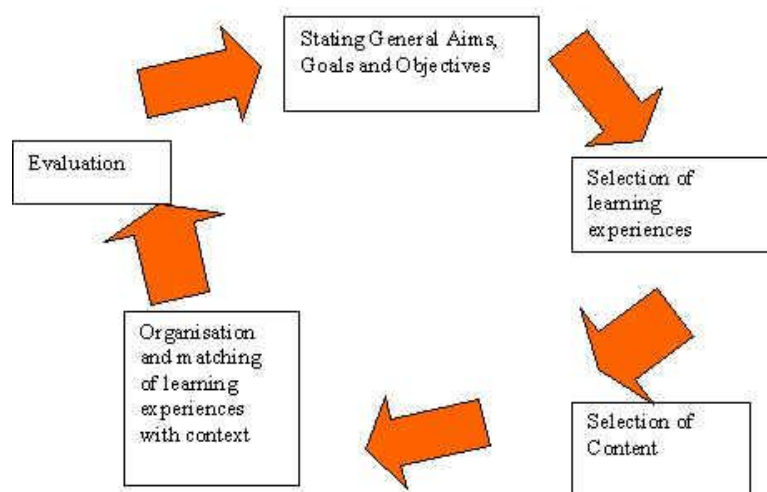 Stating General Aims,
Goals and Objectives
Selection of
learning
experiences
Selection of
Content
Organisation
and matching
of learning
experiences
with context
Evaluation